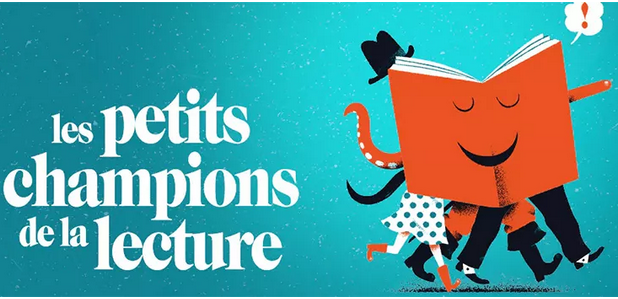 les petits
champions
de la lecture
!